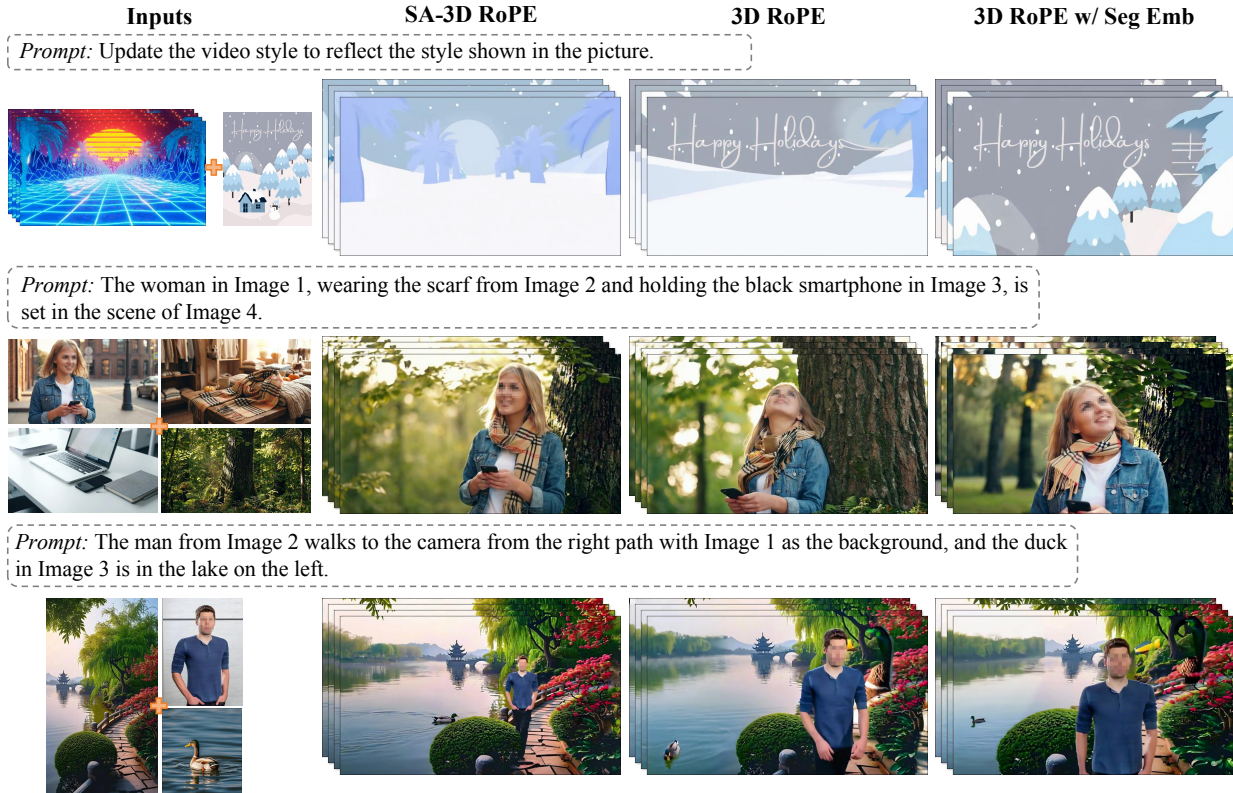 Inputs
SA-3D RoPE
3D RoPE
3D RoPE w/ Seg Emb
Prompt: Update the video style to reflect the style shown in the picture.
Happy Holidays
Happy Holidays
Happy Holidays
Prompt: The woman in Image 1, wearing the scarf from Image 2 and holding the black smartphone in Image 3, is
set in the scene of Image 4.
Prompt: The man from Image 2 walks to the camera from the right path with Image 1 as the background, and the duck
in Image 3 is in the lake on the left.